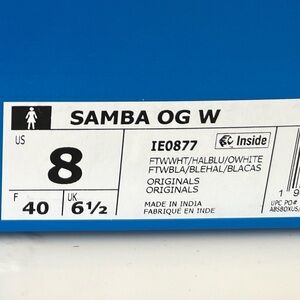 SAMBA OG W
US
8
F
40
UK
6½
IE0877
Inside
FTWWHT/HALBLU/OWHITE
FTWBLA/BLEHAL/BLACAS
ORIGINALS
ORIGINALS
MADE IN INDIA
FABRIQUÉ EN INDE
UPC PO#